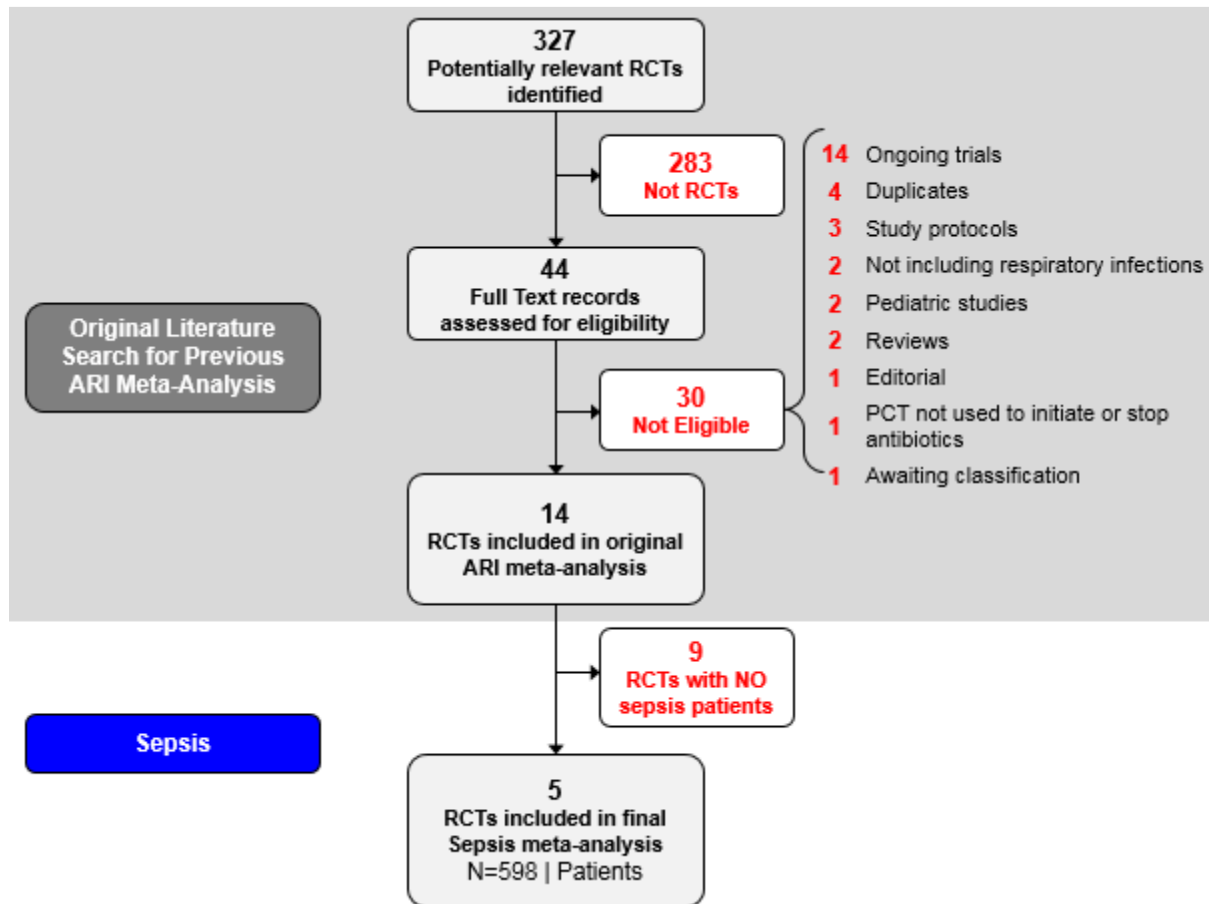 327
Potentially relevant RCTs
identified
283
Not RCTs
14 Ongoing trials
4 Duplicates
3 Study protocols
2 Not including respiratory infections
2 Pediatric studies
2 Reviews
1 Editorial
1 PCT not used to initiate or stop
antibiotics
1 Awaiting classification
44
Full Text records
assessed for eligibility
Original Literature
Search for Previous
ARI Meta-Analysis
30
Not Eligible
14
RCTs included in original
ARI meta-analysis
9
RCTs with NO
sepsis patients
Sepsis
5
RCTs included in final
Sepsis meta-analysis
N=598 | Patients